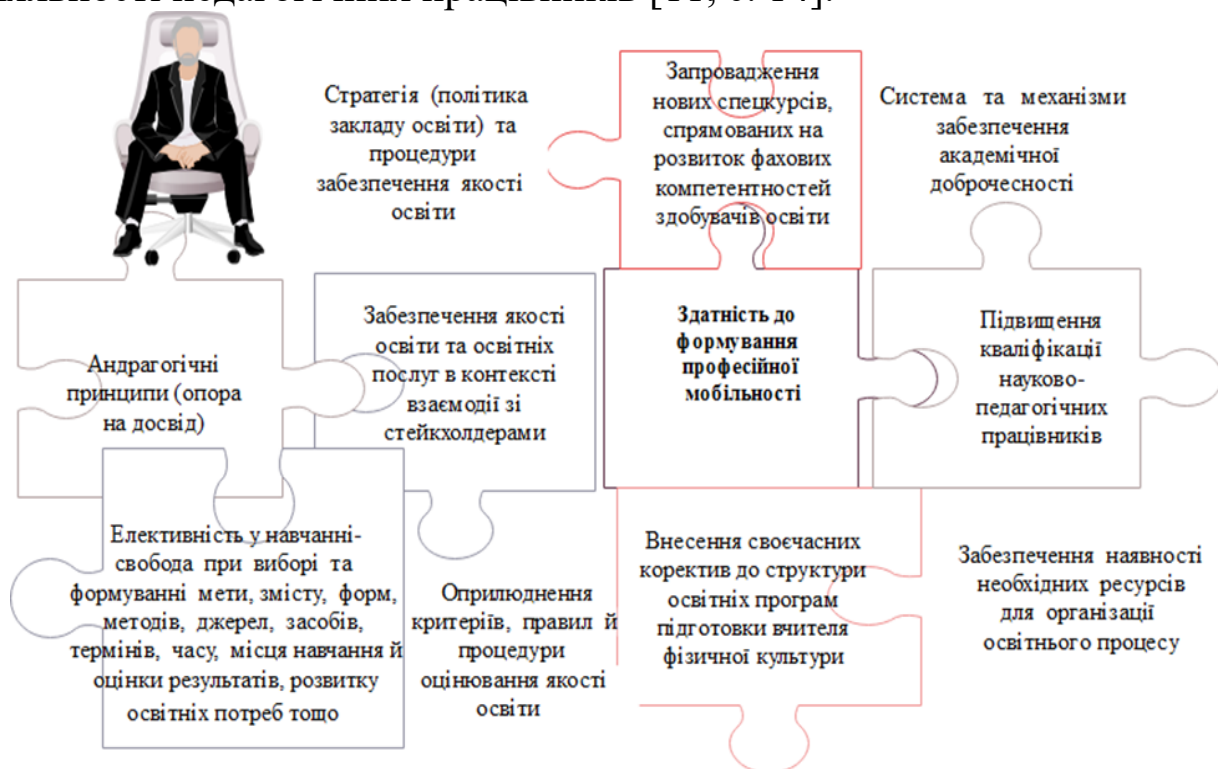 педагогічних працівників [11, с. 14].
Стратегія (політика
закладу освіти) та
процедури
забезпечення якості
освіти
Запровадження
нових спецкурсів,
спрямованих на
розвиток фахових
компетентностей
здобувачів освіти
Система та механізми
забезпечення
академічної
доброчесності
Андрагогічні
принципи (опора
на досвід)
Забезпечення якості
освіти та освітніх
послуг в контексті
взаємодії зі
стейкхолдерами
Здатність до
формування
професійної
мобільності
Підвищення
кваліфікації
науково-
педагогічних
працівників
Елективність у навчанні-
свобода при виборі та
формуванні мети, змісту, форм,
методів, джерел, засобів,
термінів, часу, місця навчання й
оцінки результатів, розвитку
освітніх потреб тощо
Оприлюднення
критеріїв, правил й
процедури
оцінювання якості
освіти
Внесення своєчасних
коректив до структури
освітніх програм
підготовки вчителя
фізичної культури
Забезпечення наявності
необхідних ресурсів
для організації
освітнього процесу